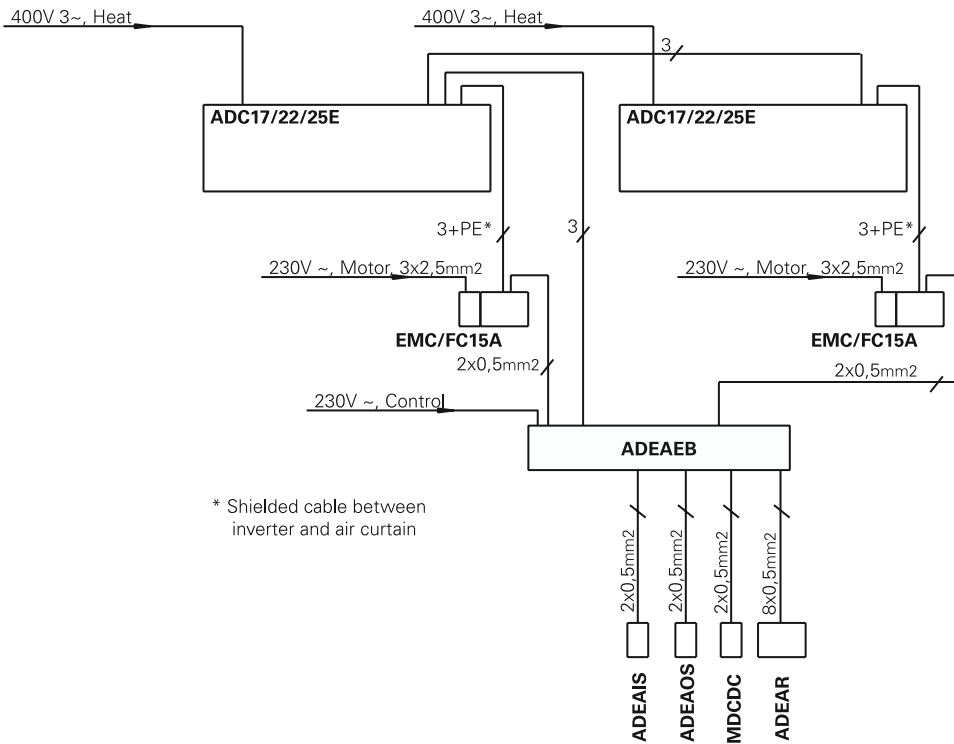 400V 3~, Heat
400V 3~, Heat
3
ADC17/22/25E
ADC17/22/25E
3+PE*
3
3+PE*
230V ~, Motor, 3x2,5mm2
230V ~, Motor, 3x2,5mm2
EMC/FC15A
EMC/FC15A
2x0,5mm2
2x0,5mm2
230V ~, Control
ADEAEB
* Shielded cable between
inverter and air curtain
2x0,5mm2
2x0,5mm2
2x0,5mm2
8x0,5mm2
ADEAIS
ADEAOS
MDCDC
ADEAR